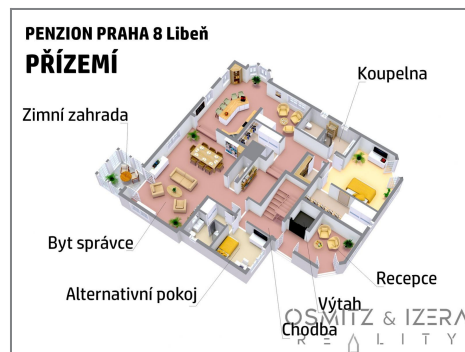 PENZION PRAHA 8 Libeň
PŘÍZEMÍ
Koupelna
Zimní zahrada
Byt správce
Alternativní pokoj
Recepce
Výtah
Chodba
OSMITZ & IZERA
REALITY